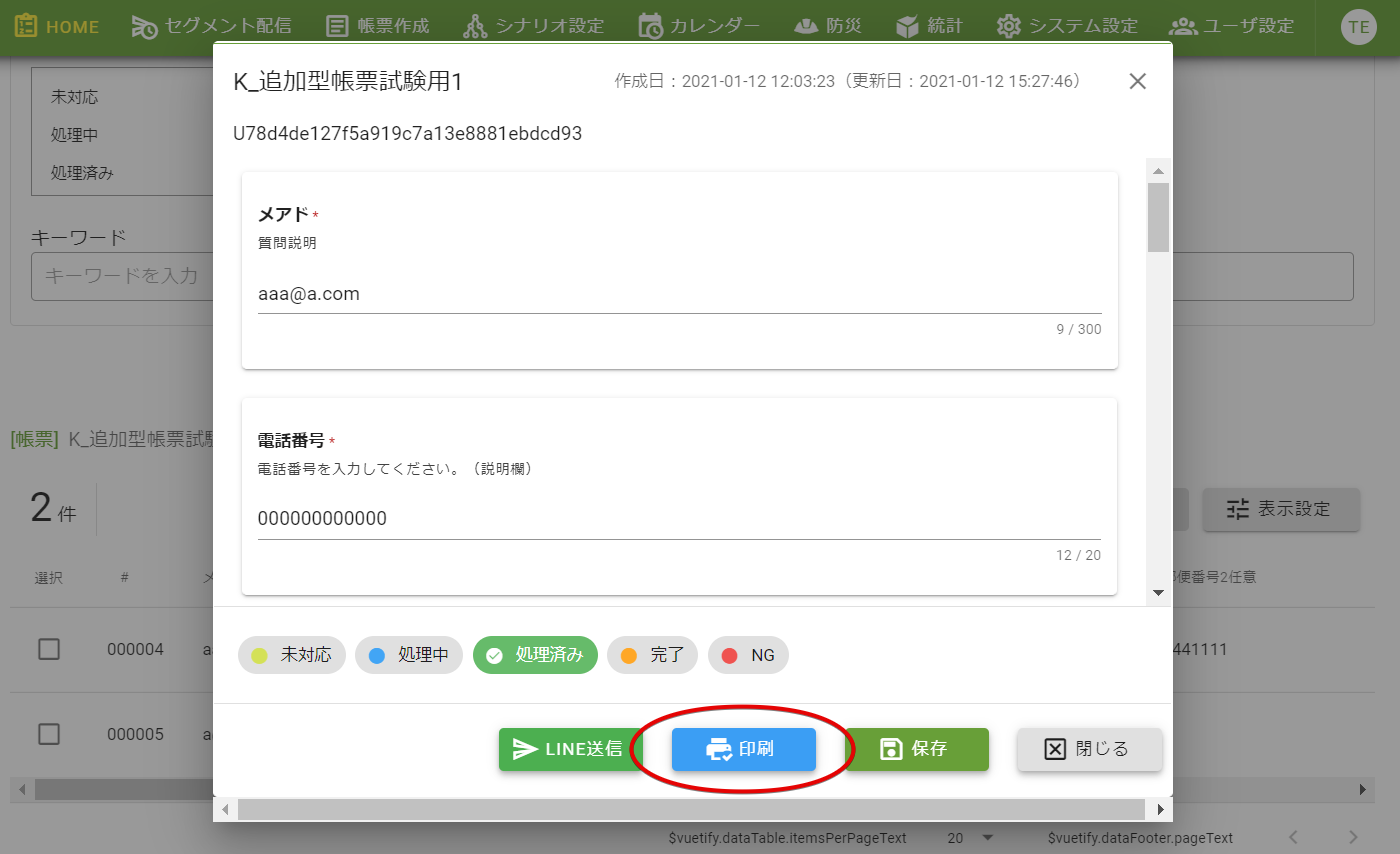 HOME セグメント配信 帳票作成 シナリオ設定 カレンダー 防災 統計 システム設定 ユーザ設定 TE
K_追加型帳票試験用1 作成日：2021-01-12 12:03:23（更新日：2021-01-12 15:27:46）
U78d4de127f5a919c7a13e8881ebdcd93
未対応
処理中
処理済み
キーワード
キーワードを入力
メアド*
質問説明
aaa@a.com
9 / 300
電話番号*
電話番号を入力してください。（説明欄）
000000000000
12 / 20
[帳票] K_追加型帳票試
2 件
表示設定
選択 # 便番号2任意
000004 441111
000005
未対応 処理中 処理済み 完了 NG
LINE送信 印刷 保存 閉じる
$vuetify.dataTable.itemsPerPageText 20 $vuetify.dataFooter.pageText